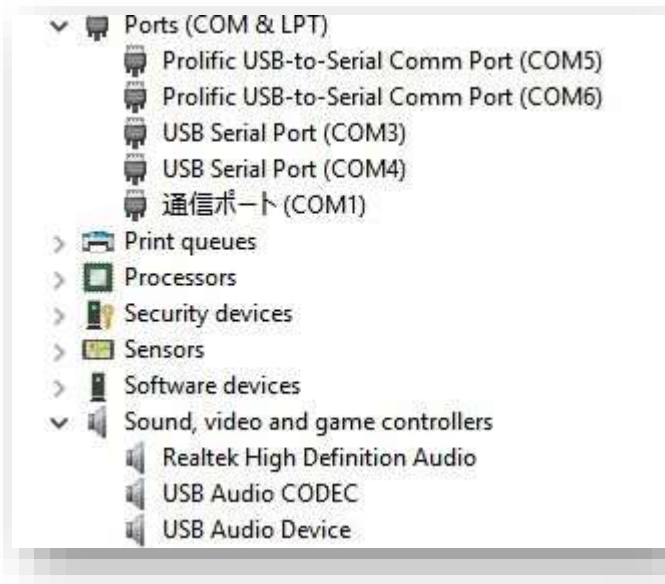 Ports (COM & LPT)
Prolific USB-to-Serial Comm Port (COM5)
Prolific USB-to-Serial Comm Port (COM6)
USB Serial Port (COM3)
USB Serial Port (COM4)
通信ポート (COM1)
Print queues
Processors
Security devices
Sensors
Software devices
Sound, video and game controllers
Realtek High Definition Audio
USB Audio CODEC
USB Audio Device